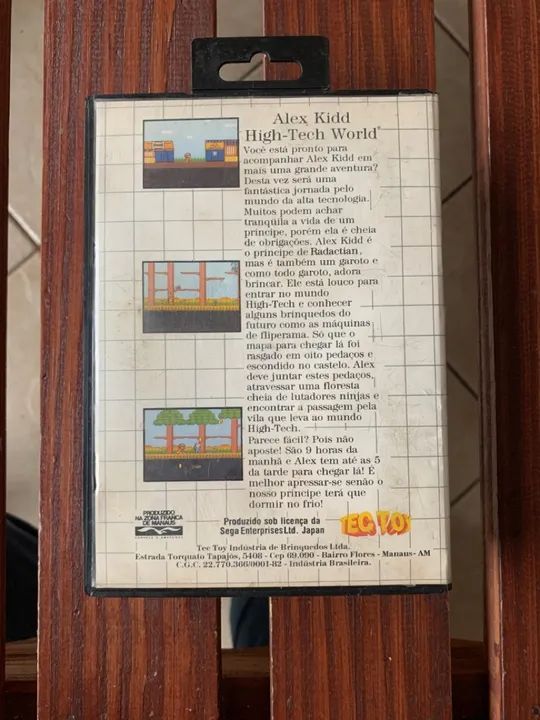 Alex Kidd
High-Tech World®
Você está pronto para
acompanhar Alex Kidd em
mais uma grande aventura?
Desta vez será uma
fantástica jornada pelo
mundo da alta tecnologia.
Muitos podem achar
tranqüila a vida de um
príncipe, porém ela é cheia
de obrigações. Alex Kidd é
o príncipe de Radactian,
mas é também um garoto e
como todo garoto, adora
brincar. Ele está louco para
entrar no mundo
High-Tech e conhecer
alguns brinquedos do
futuro como as máquinas
de fliperama. Só que o
mapa para chegar lá foi
rasgado em oito pedaços e
escondido no castelo. Alex
deve juntar estes pedaços,
atravessar uma floresta
cheia de lutadores ninjas e
encontrar a passagem pela
vila que leva ao mundo
High-Tech.
Parece fácil? Pois não
aposte! São 9 horas da
manhã e Alex tem até as 5
da tarde para chegar lá! É
melhor apressar-se senão o
nosso príncipe terá que
dormir no frio!
PRODUZIDO
NA ZONA FRANCA
DE MANAUS
CONHEÇA A AMAZÔNIA
Produzido sob licença da
Sega Enterprises Ltd. Japan
TEC TOY
Tec Toy Indústria de Brinquedos Ltda.
Estrada Torquato Tapajós, 5408 - Cep 69.090 - Bairro Flores - Manaus - AM
C.G.C. 22.770.366/0001-82 - Indústria Brasileira.